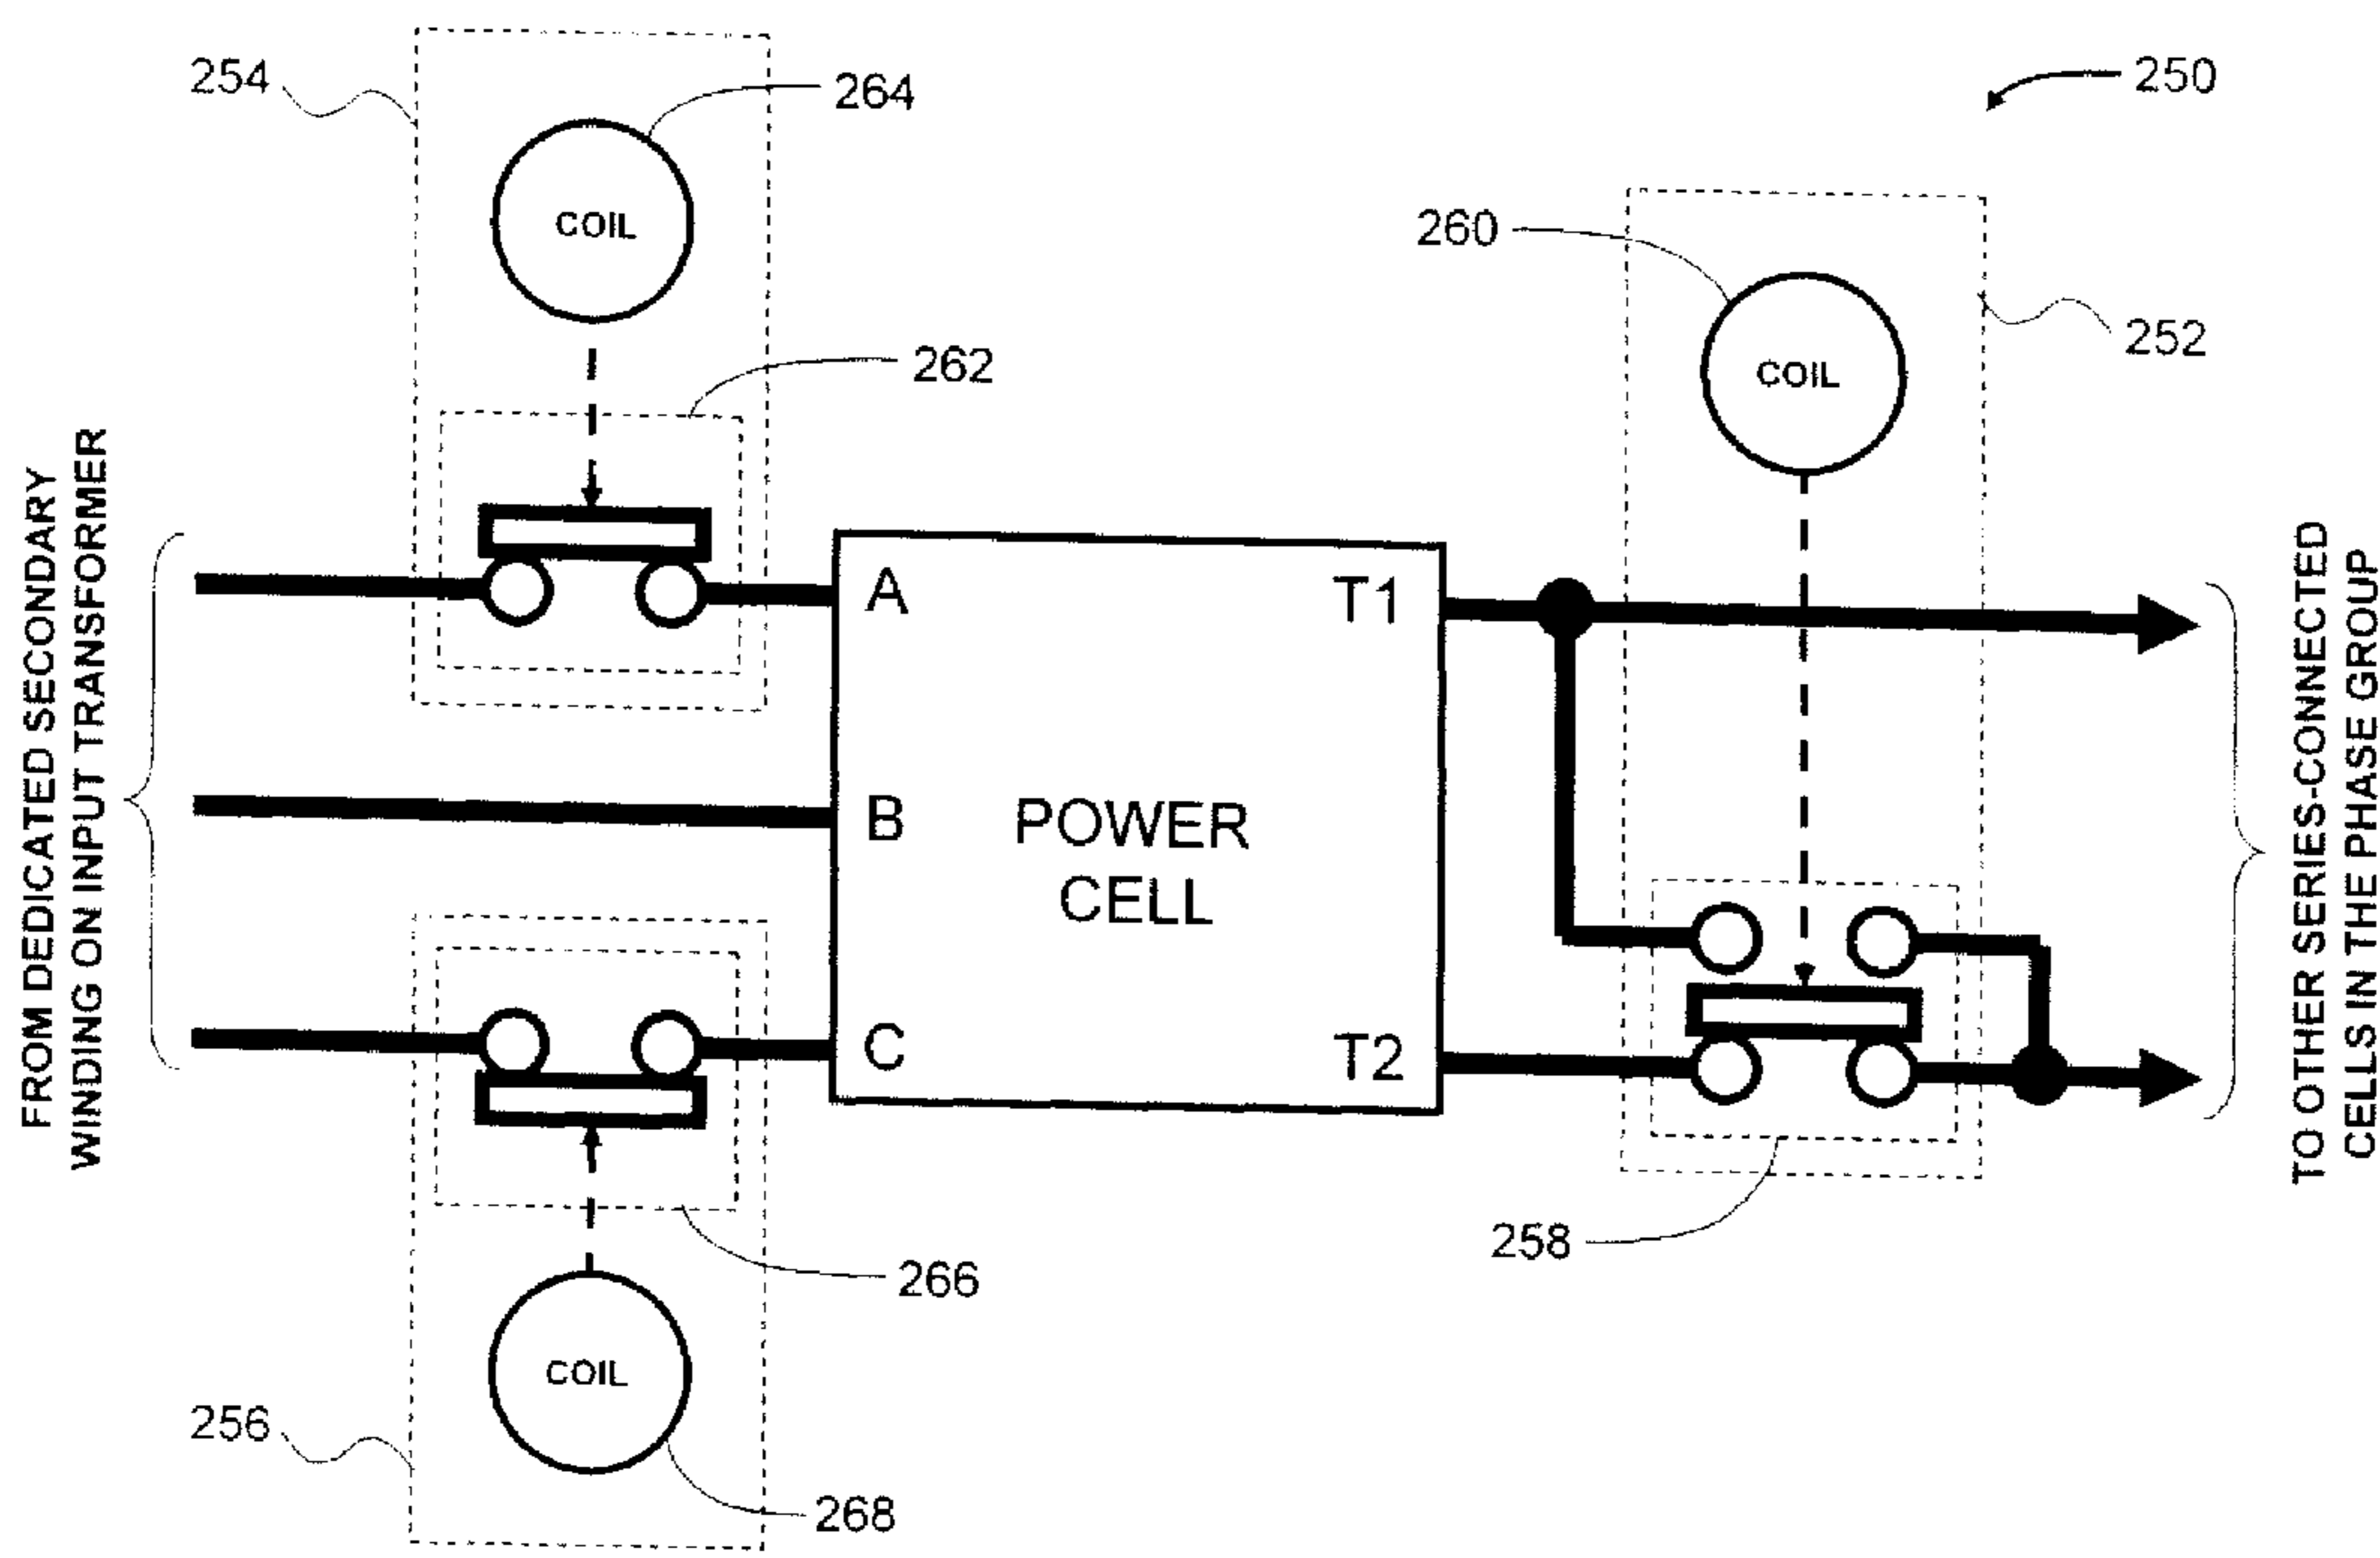 254
264
250
COIL
260
262
252
COIL
FROM DEDICATED SECONDARY
WINDING ON INPUT TRANSFORMER
A
T1
B
POWER
CELL
C
T2
TO OTHER SERIES-CONNECTED
CELLS IN THE PHASE GROUP
258
266
COIL
256
268